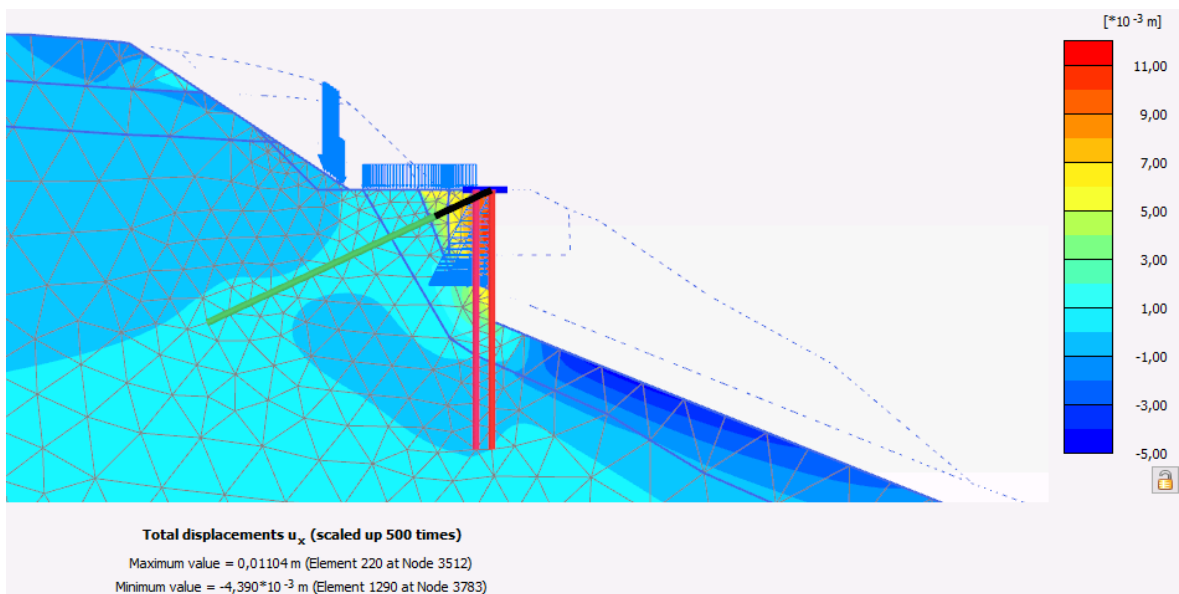 [*10 -3 m]
11,00
9,00
7,00
5,00
3,00
1,00
-1,00
-3,00
-5,00
Total displacements ux (scaled up 500 times)
Maximum value = 0,01104 m (Element 220 at Node 3512)
Minimum value = -4,390*10 -3 m (Element 1290 at Node 3783)